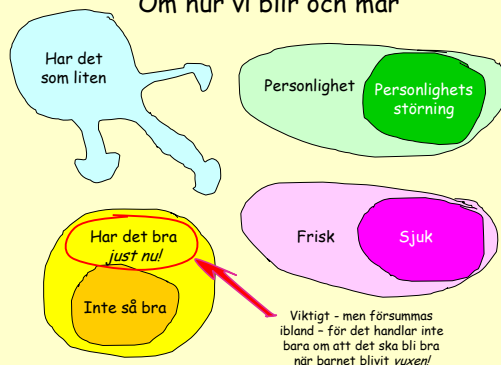 Om hur vi blir och mår
Har det
som liten
Personlighet
Personlighets
störning
Har det bra
just nu!
Inte så bra
Frisk
Sjuk
Viktigt - men försummas
ibland – för det handlar inte
bara om att det ska bli bra
när barnet blivit vuxen!